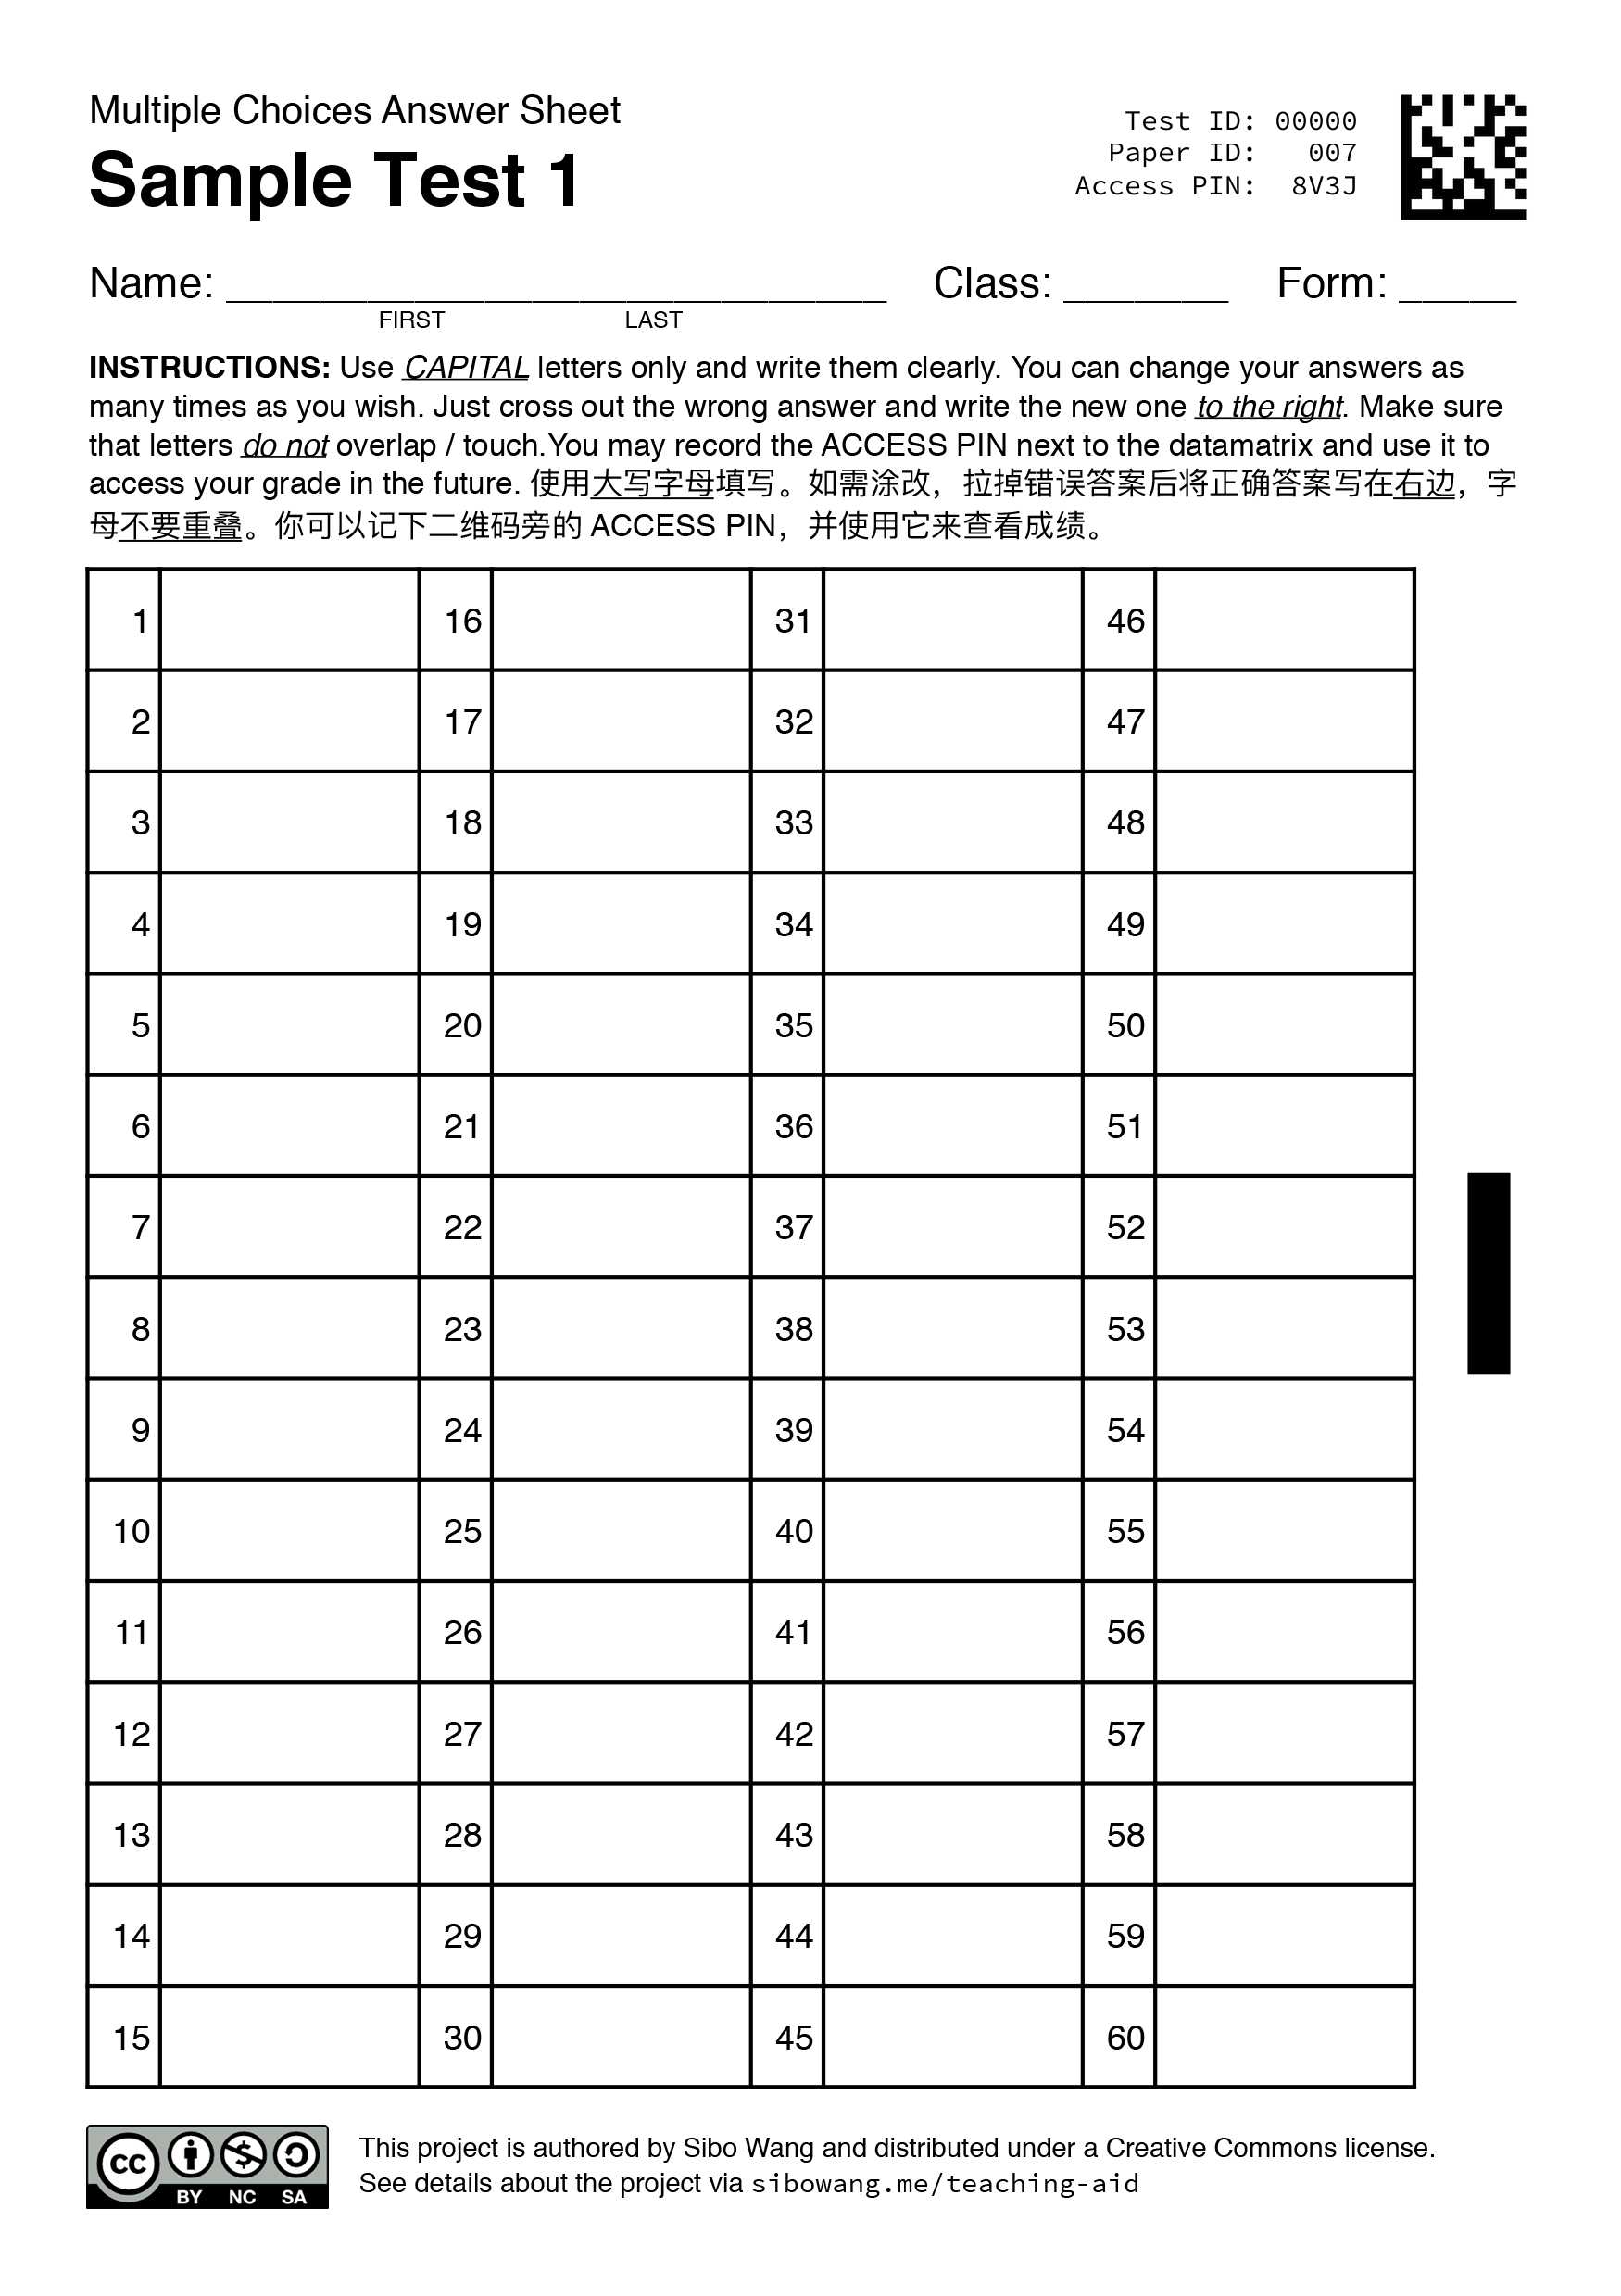 Multiple Choices Answer Sheet
Sample Test 1
Test ID: 00000
Paper ID: 007
Access PIN: 8V3J
Name: ____________________________ Class: _______ Form: _____
FIRST LAST
INSTRUCTIONS: Use CAPITAL letters only and write them clearly. You can change your answers as
many times as you wish. Just cross out the wrong answer and write the new one to the right. Make sure
that letters do not overlap / touch.You may record the ACCESS PIN next to the datamatrix and use it to
access your grade in the future. 使用大写字母填写。如需涂改，拉掉错误答案后将正确答案写在右边，字
母不要重叠。你可以记下二维码旁的 ACCESS PIN，并使用它来查看成绩。
1 16 31 46
2 17 32 47
3 18 33 48
4 19 34 49
5 20 35 50
6 21 36 51
7 22 37 52
8 23 38 53
9 24 39 54
10 25 40 55
11 26 41 56
12 27 42 57
13 28 43 58
14 29 44 59
15 30 45 60
cc BY NC SA
This project is authored by Sibo Wang and distributed under a Creative Commons license.
See details about the project via sibowang.me/teaching-aid